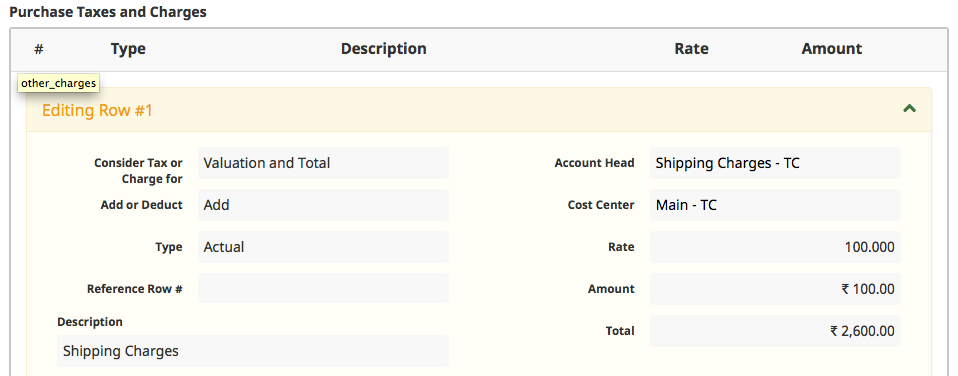 Purchase Taxes and Charges
# Type Description Rate Amount
other_charges
Editing Row #1
Consider Tax or Charge for Valuation and Total Account Head Shipping Charges - TC
Add or Deduct Add Cost Center Main - TC
Type Actual Rate 100.000
Reference Row # Amount ₹ 100.00
Description Total ₹ 2,600.00
Shipping Charges